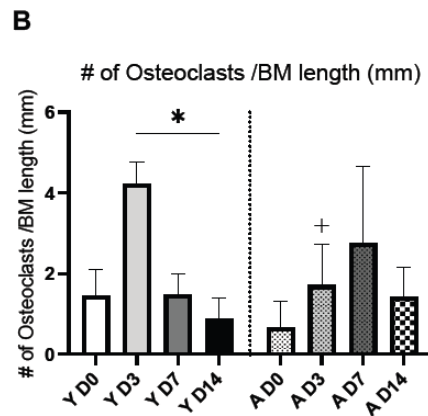 B
# of Osteoclasts /BM length (mm)
# of Osteoclasts /BM length (mm)
6
4
2
0
*
+
Y D0
Y D3
Y D7
Y D14
A D0
A D3
A D7
A D14